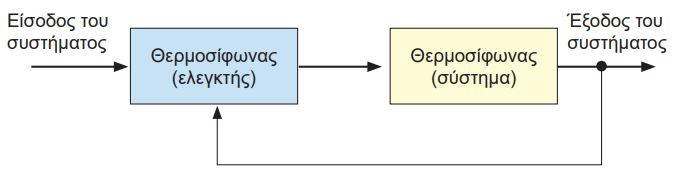 Είσοδος του
συστήματος
Θερμοσίφωνας
(ελεγκτής)
Θερμοσίφωνας
(σύστημα)
Έξοδος του
συστήματος